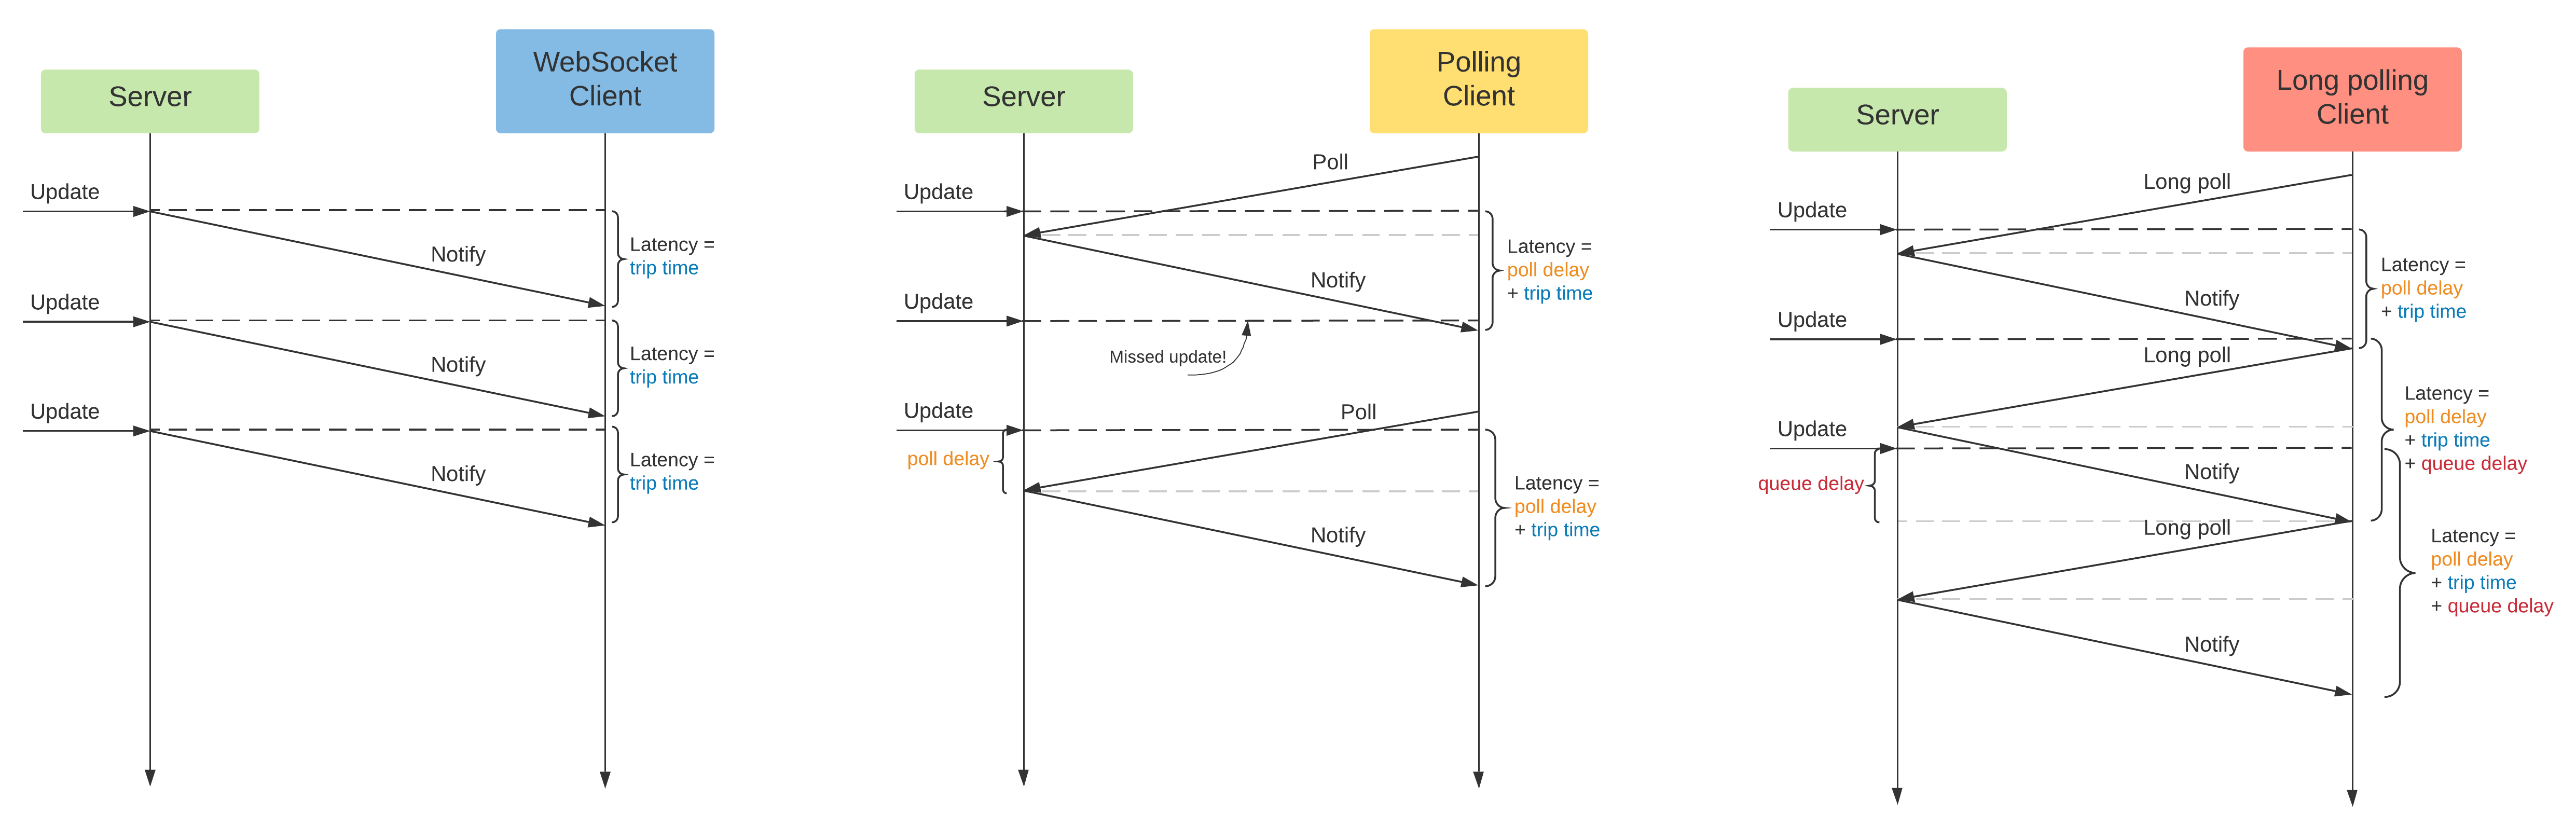 Server
WebSocket
Client
Update
Notify
Latency =
trip time
Update
Notify
Latency =
trip time
Update
Notify
Latency =
trip time
Server
Polling
Client
Poll
Update
Latency =
poll delay
+ trip time
Notify
Update
Missed update!
Update
Poll
poll delay
Latency =
poll delay
+ trip time
Notify
Server
Long polling
Client
Long poll
Update
Latency =
poll delay
+ trip time
Notify
Update
Long poll
Latency =
poll delay
+ trip time
+ queue delay
Update
Notify
queue delay
Long poll
Latency =
poll delay
+ trip time
+ queue delay
Notify